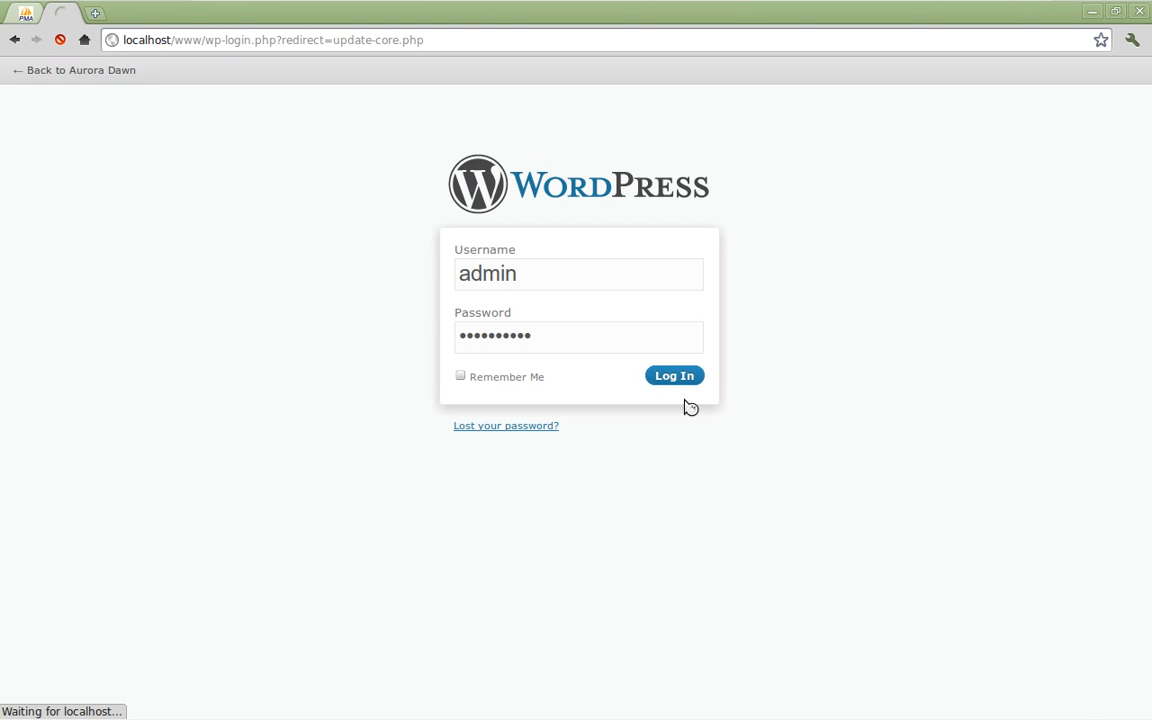 PMA
localhost/www/wp-login.php?redirect=update-core.php
← Back to Aurora Dawn
WORDPRESS
Username
admin
Password
••••••••••
Remember Me
Log In
Lost your password?
Waiting for localhost...